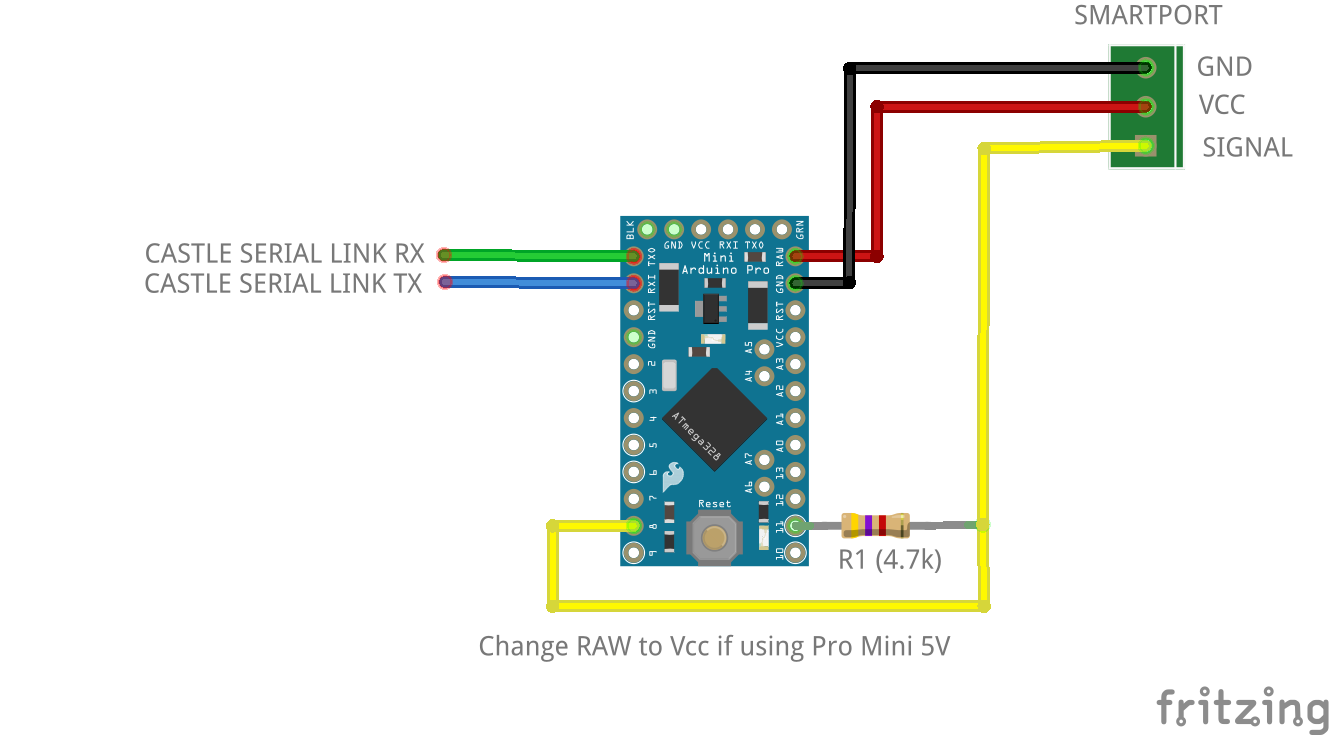 SMARTPORT
GND
VCC
SIGNAL
CASTLE SERIAL LINK RX
CASTLE SERIAL LINK TX
BLK
GND VCC RXI TXO
GRN
Mini
Arduino Pro
TXO
RXI
RST
GND
2
3
4
5
6
7
8
9
RAW
GND
RST
VCC
A3
A2
A1
A0
13
12
11
10
A5
A4
A7
A6
ATmega328
Reset
R1 (4.7k)
Change RAW to Vcc if using Pro Mini 5V
fritzing